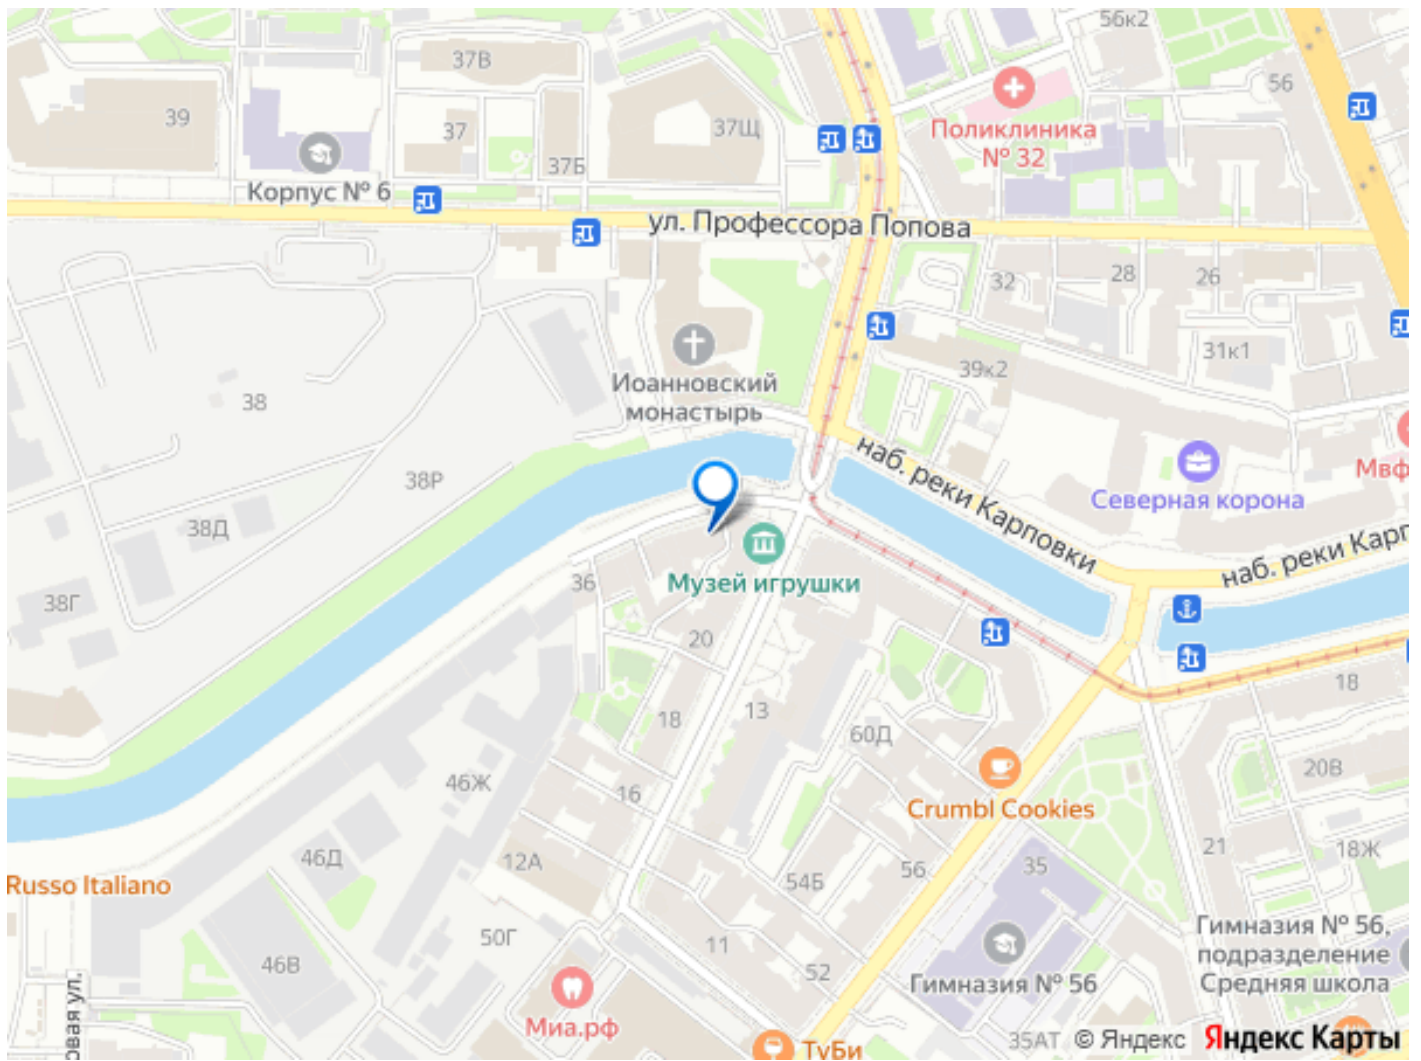 56к2
37В
56
39
37
37Щ
Поликлиника
№ 32
37Б
Корпус № 6
ул. Профессора Попова
32
28
26
31к1
39к2
Иоанновский
монастырь
38
наб. реки Карповки
Мвф
38Р
Северная корона
38Д
наб. реки Карп
Музей игрушки
36
38Г
20
18
18
13
60Д
20В
46Ж
16
Crumbl Cookies
21
18Ж
46Д
12А
56
35
54Б
Russo Italiano
Гимназия № 56,
подразделение
Средняя школа
50Г
11
46В
52
Гимназия № 56
Миа.рф
овая ул.
35АТ
© Яндекс Яндекс Карты
ТуБи